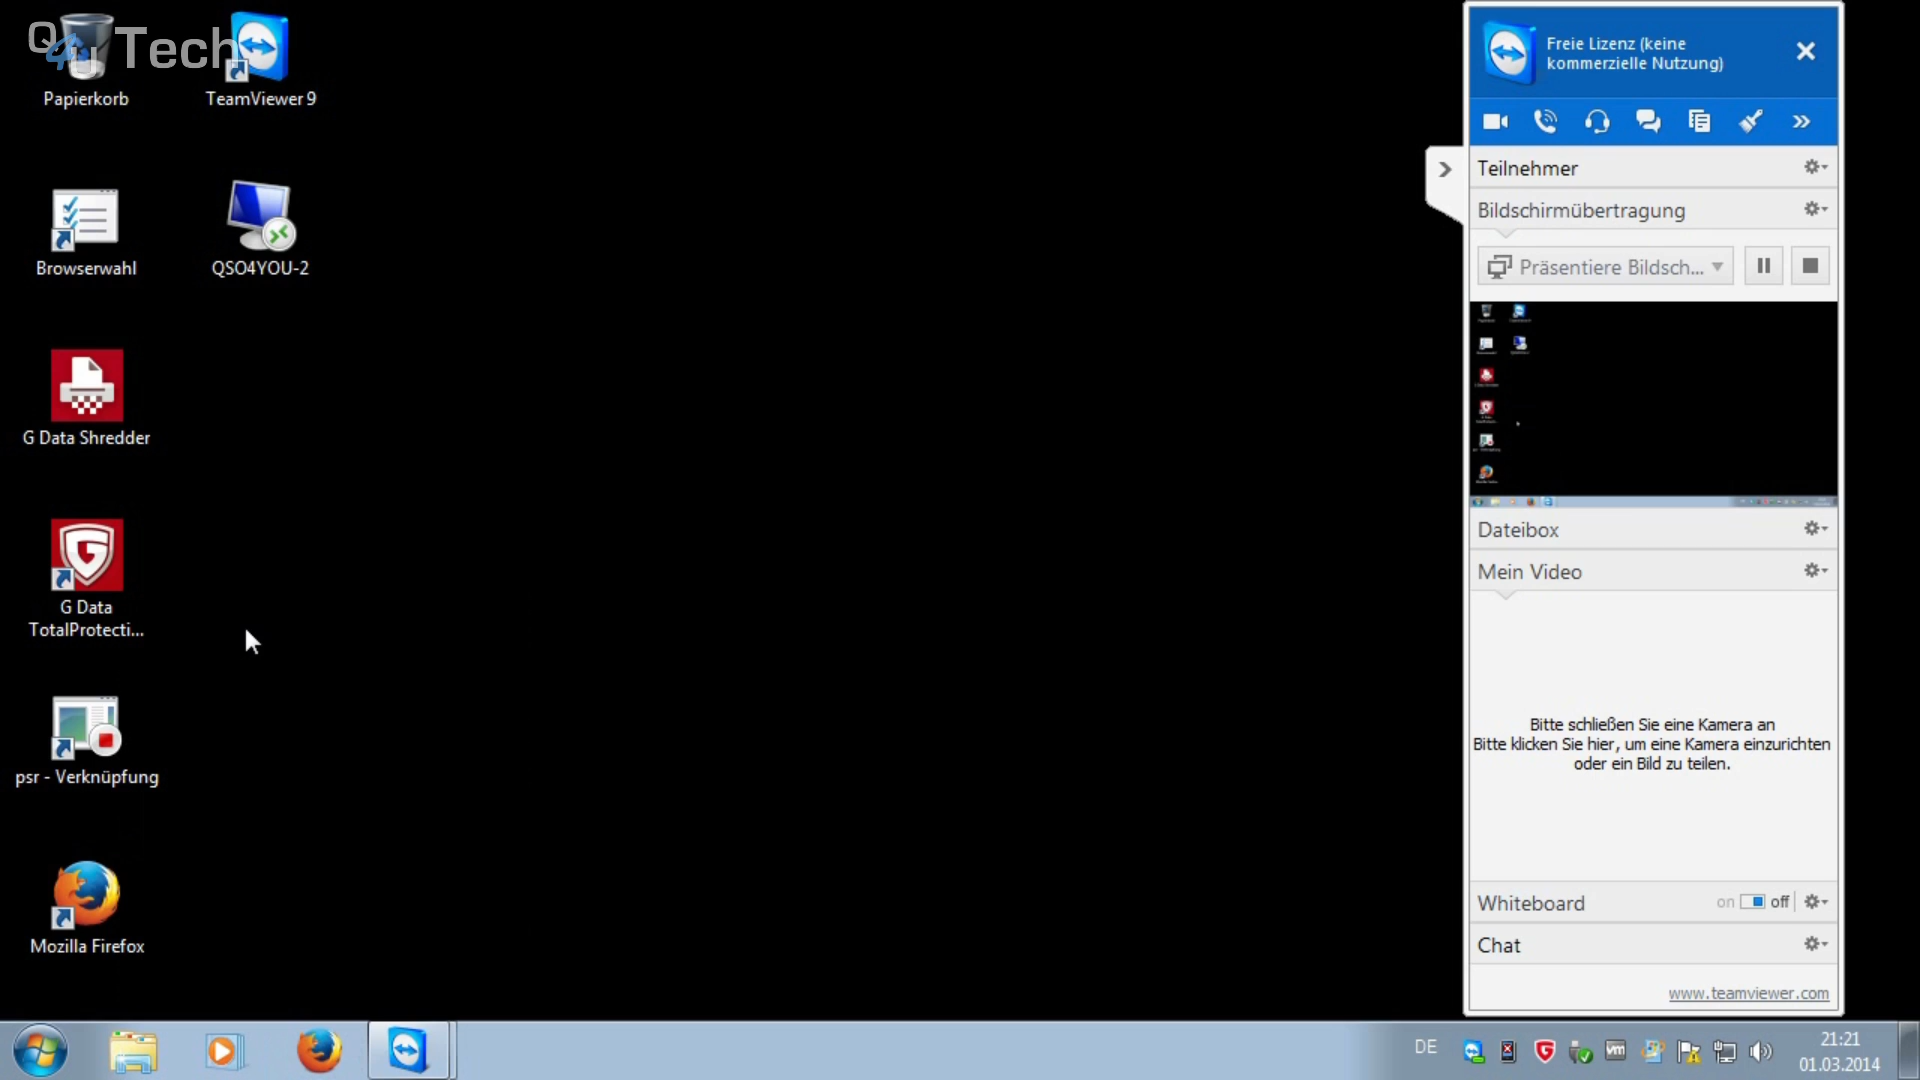 Q4U Tech
Papierkorb
TeamViewer 9
Browserwahl
QSO4YOU-2
G Data Shredder
G Data
TotalProtecti...
psr - Verknüpfung
Mozilla Firefox
Freie Lizenz (keine
kommerzielle Nutzung)
Teilnehmer
Bildschirmübertragung
Präsentiere Bildsch...
Dateibox
Mein Video
Bitte schließen Sie eine Kamera an
Bitte klicken Sie hier, um eine Kamera einzurichten
oder ein Bild zu teilen.
Whiteboard
on off
Chat
www.teamviewer.com
DE
21:21
01.03.2014